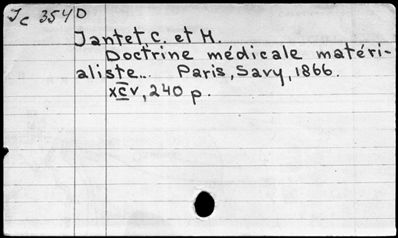 Jc 3540
Jantet, C. et H.
Doctrine médicale matéri-
aliste... Paris, Savy, 1866.
xcv, 240 p.